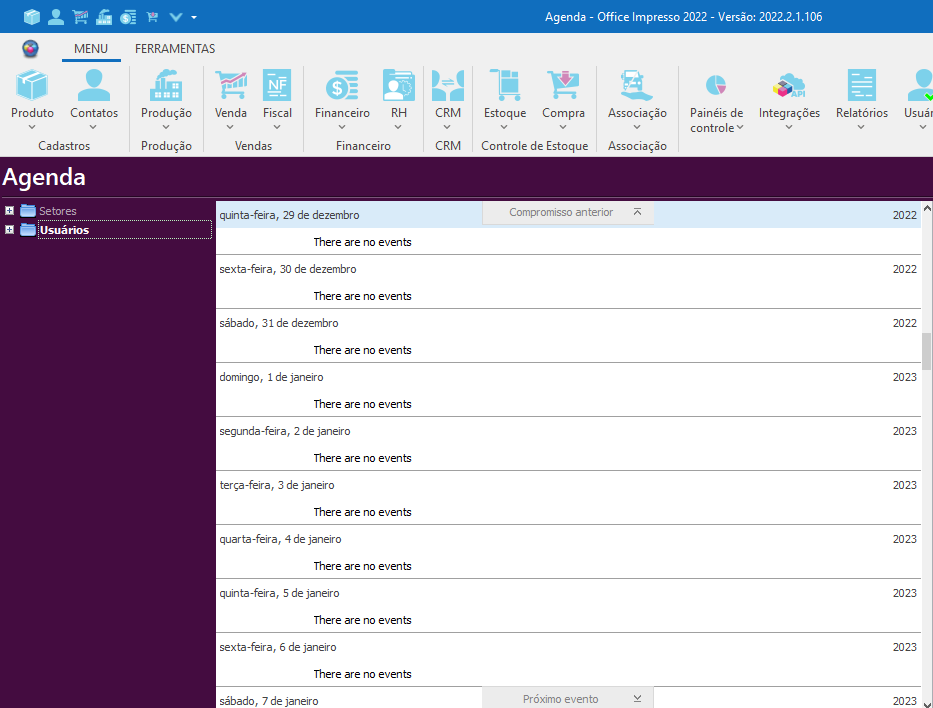 Agenda - Office Impresso 2022 - Versão: 2022.2.1.106
MENU FERRAMENTAS
Produto Contatos Produção Venda Fiscal Financeiro RH CRM Estoque Compra Associação Painéis de controle Integrações Relatórios Usuár
Cadastros Produção Vendas Financeiro CRM Controle de Estoque Associação
NF
API
Agenda
Setores
Usuários
quinta-feira, 29 de dezembro Compromisso anterior 2022
There are no events
sexta-feira, 30 de dezembro 2022
There are no events
sábado, 31 de dezembro 2022
There are no events
domingo, 1 de janeiro 2023
There are no events
segunda-feira, 2 de janeiro 2023
There are no events
terça-feira, 3 de janeiro 2023
There are no events
quarta-feira, 4 de janeiro 2023
There are no events
quinta-feira, 5 de janeiro 2023
There are no events
sexta-feira, 6 de janeiro 2023
There are no events
sábado, 7 de janeiro Próximo evento 2023